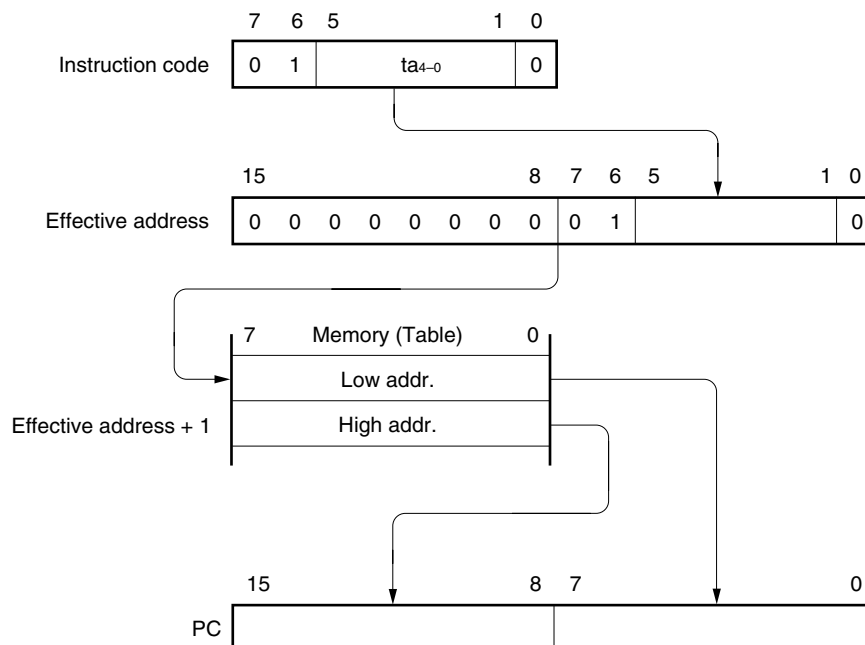 7 6 5 1 0
Instruction code 0 1 ta4–0 0
15 8 7 6 5 1 0
Effective address 0 0 0 0 0 0 0 0 0 1 0
7 Memory (Table) 0
Low addr.
Effective address + 1 High addr.
15 8 7 0
PC